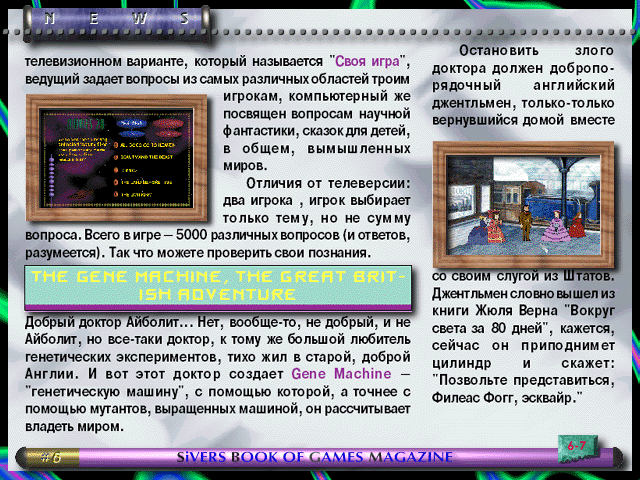 NEWS
телевизионном варианте, который называется "Своя игра",
ведущий задает вопросы из самых различных областей троим
игрокам, компьютерный же
посвящен вопросам научной
фантастики, сказок для детей,
в общем, вымышленных
миров.
Отличия от телеверсии:
два игрока , игрок выбирает
только тему, но не сумму
вопроса. Всего в игре – 5000 различных вопросов (и ответов,
разумеется). Так что можете проверить свои познания.
THE GENE MACHINE, THE GREAT BRIT-
ISH ADVENTURE
Добрый доктор Айболит... Нет, вообще-то, не добрый, и не
Айболит, но все-таки доктор, к тому же большой любитель
генетических экспериментов, тихо жил в старой, доброй
Англии. И вот этот доктор создает Gene Machine –
"генетическую машину", с помощью которой, а точнее с
помощью мутантов, выращенных машиной, он рассчитывает
владеть миром.
Остановить злого
доктора должен добропо-
рядочный английский
джентльмен, только-только
вернувшийся домой вместе
со своим слугой из Штатов.
Джентльмен словно вышел из
книги Жюля Верна "Вокруг
света за 80 дней", кажется,
сейчас он приподнимет
цилиндр и скажет:
"Позвольте представиться,
Филеас Фогг, эсквайр."
#6
SiVERS BOOK OF GAMES MAGAZINE
6-7